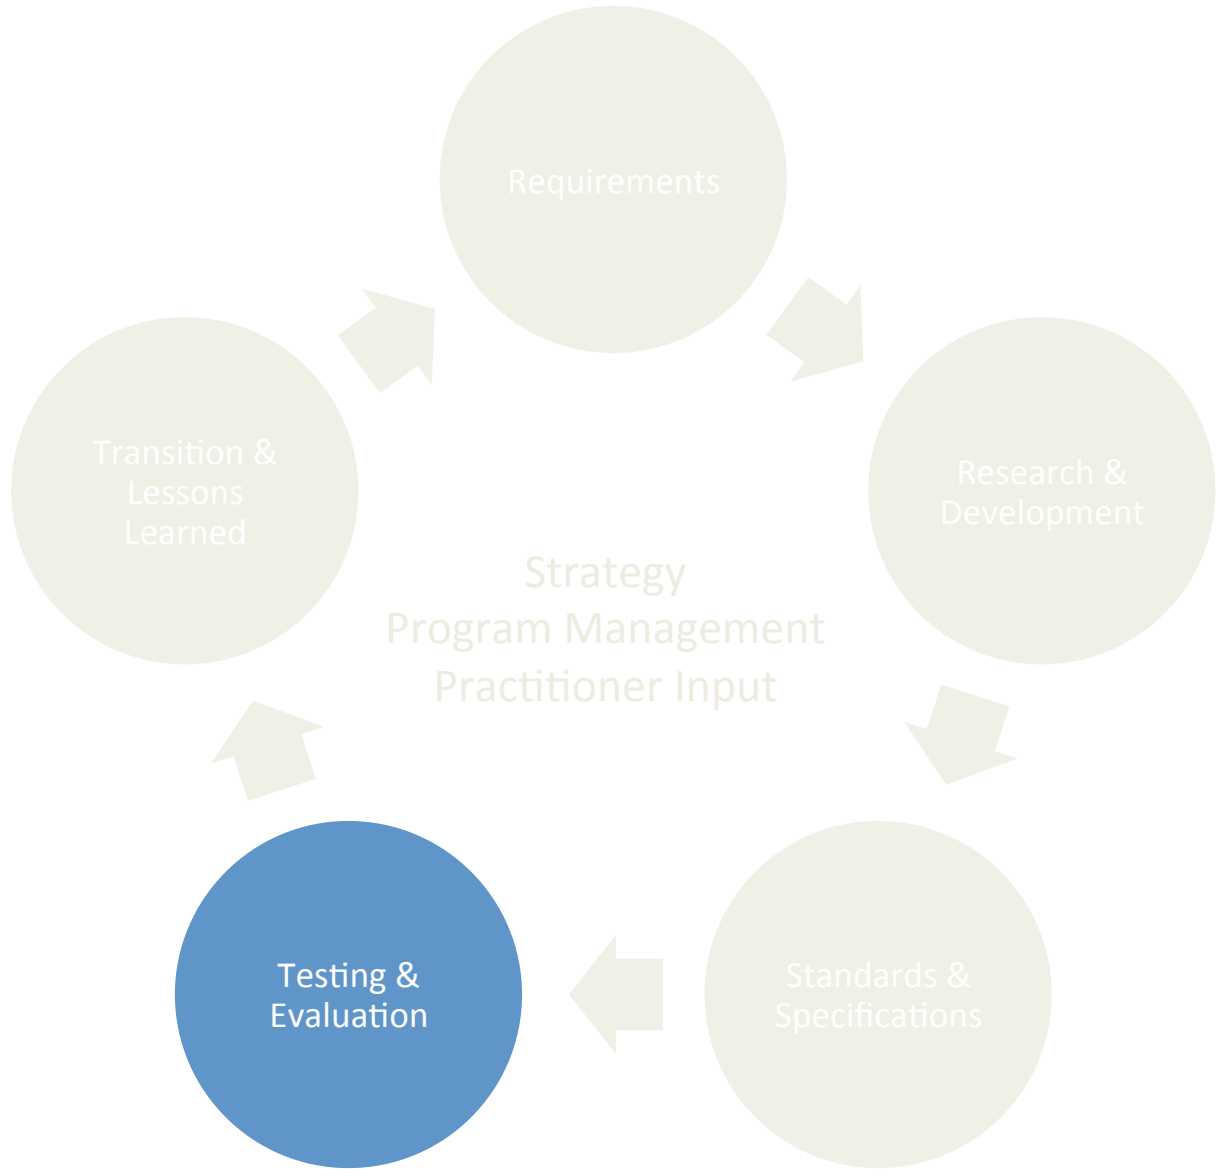 Requirements
Transition &
Lessons
Learned
Research &
Development
Strategy
Program Management
Practitioner Input
Testing &
Evaluation
Standards &
Specifications